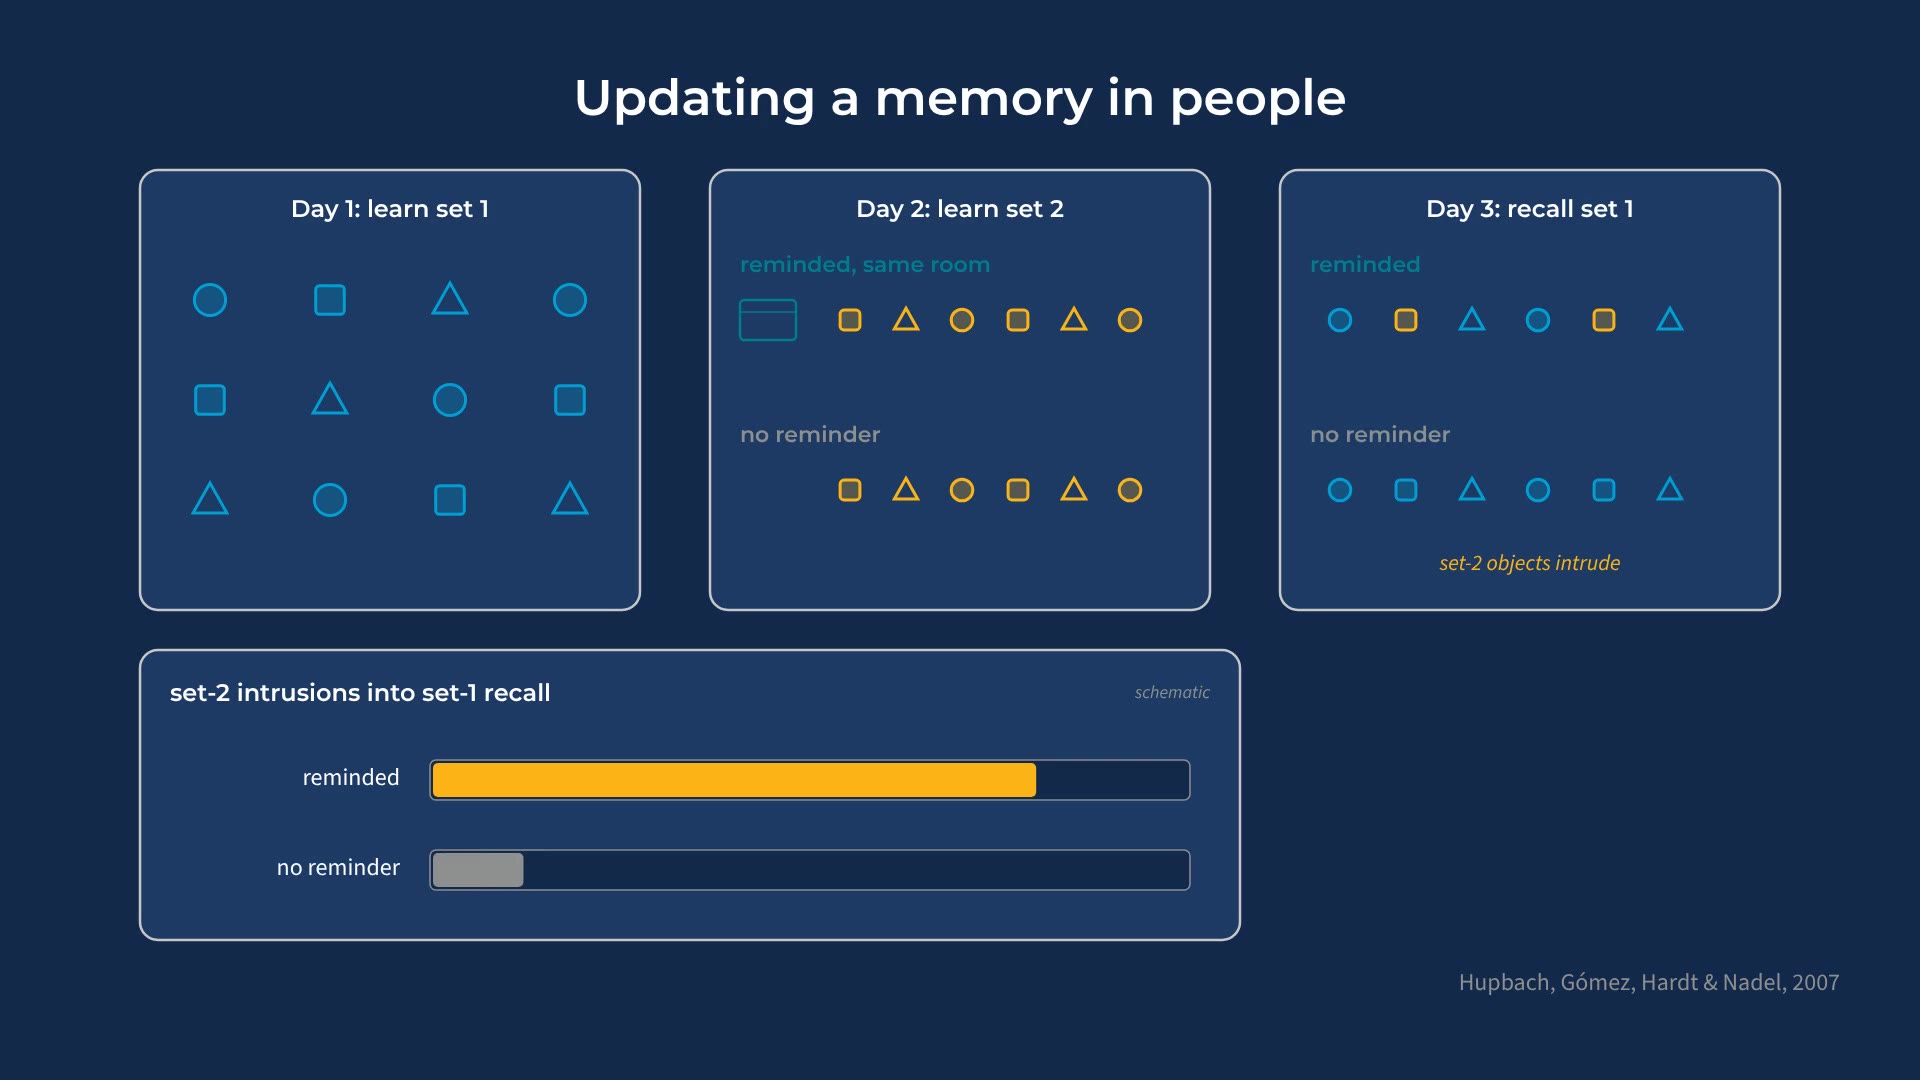 Updating a memory in people
Day 1: learn set 1
Day 2: learn set 2
reminded, same room
no reminder
Day 3: recall set 1
reminded
no reminder
set-2 objects intrude
set-2 intrusions into set-1 recall
schematic
reminded
no reminder
Hupbach, Gómez, Hardt & Nadel, 2007